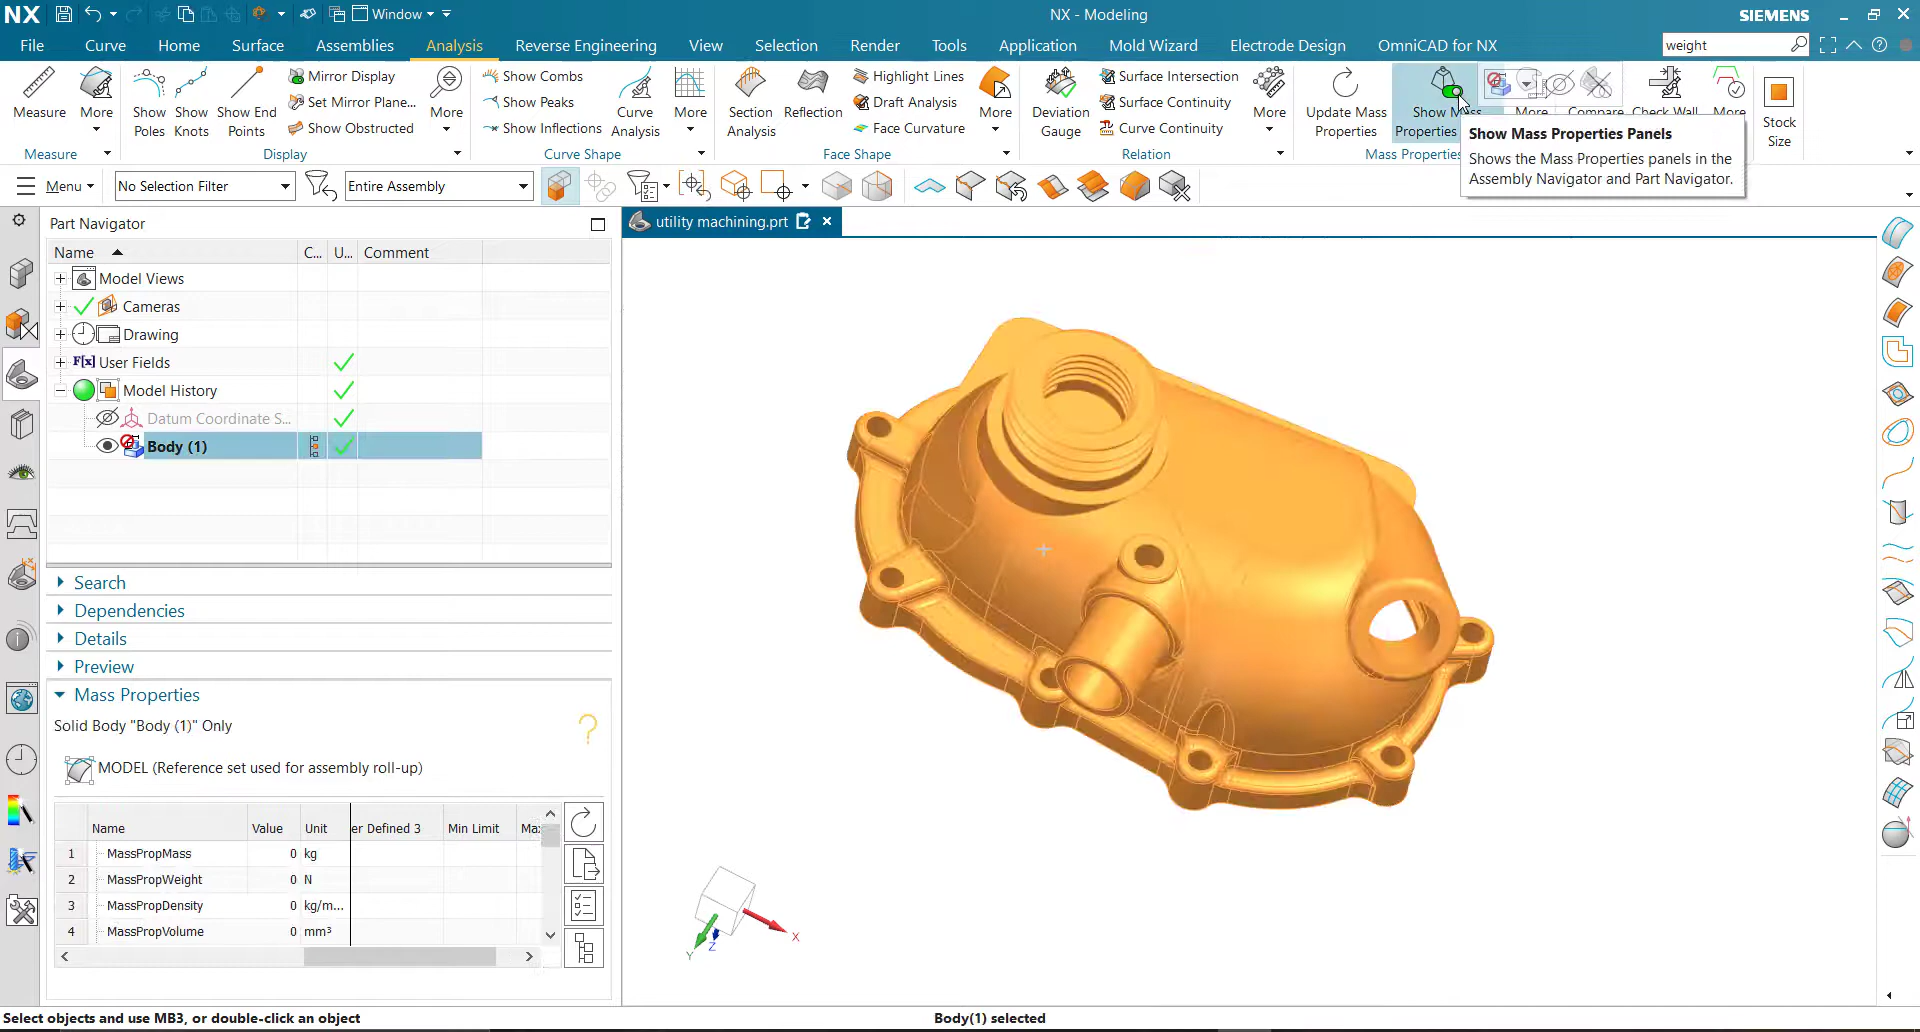 NX
Window
NX - Modeling
SIEMENS
File
Curve
Home
Surface
Assemblies
Analysis
Reverse Engineering
View
Selection
Render
Tools
Application
Mold Wizard
Electrode Design
OmniCAD for NX
weight
Measure
More
Show Poles
Show Knots
Show End Points
Mirror Display
Set Mirror Plane...
Show Obstructed
More
Show Combs
Show Peaks
Show Inflections
Curve Analysis
More
Section Analysis
Reflection
Highlight Lines
Draft Analysis
Face Curvature
More
Deviation Gauge
Surface Intersection
Surface Continuity
Curve Continuity
More
Update Mass Properties
Show Mass
Properties
More
Compare
Check Wall
More
Stock Size
Measure
Display
Curve Shape
Face Shape
Relation
Mass Properties
Show Mass Properties Panels
Shows the Mass Properties panels in the
Assembly Navigator and Part Navigator.
Menu
No Selection Filter
Entire Assembly
Part Navigator
utility machining.prt
Name
C...
U...
Comment
Model Views
Cameras
Drawing
F[x] User Fields
Model History
Datum Coordinate S...
Body (1)
Search
Dependencies
Details
Preview
Mass Properties
Solid Body "Body (1)" Only
MODEL (Reference set used for assembly roll-up)
Name
Value
Unit
er Defined 3
Min Limit
Max
1 MassPropMass 0 kg
2 MassPropWeight 0 N
3 MassPropDensity 0 kg/m...
4 MassPropVolume 0 mm³
X
Y
Z
Select objects and use MB3, or double-click an object
Body(1) selected